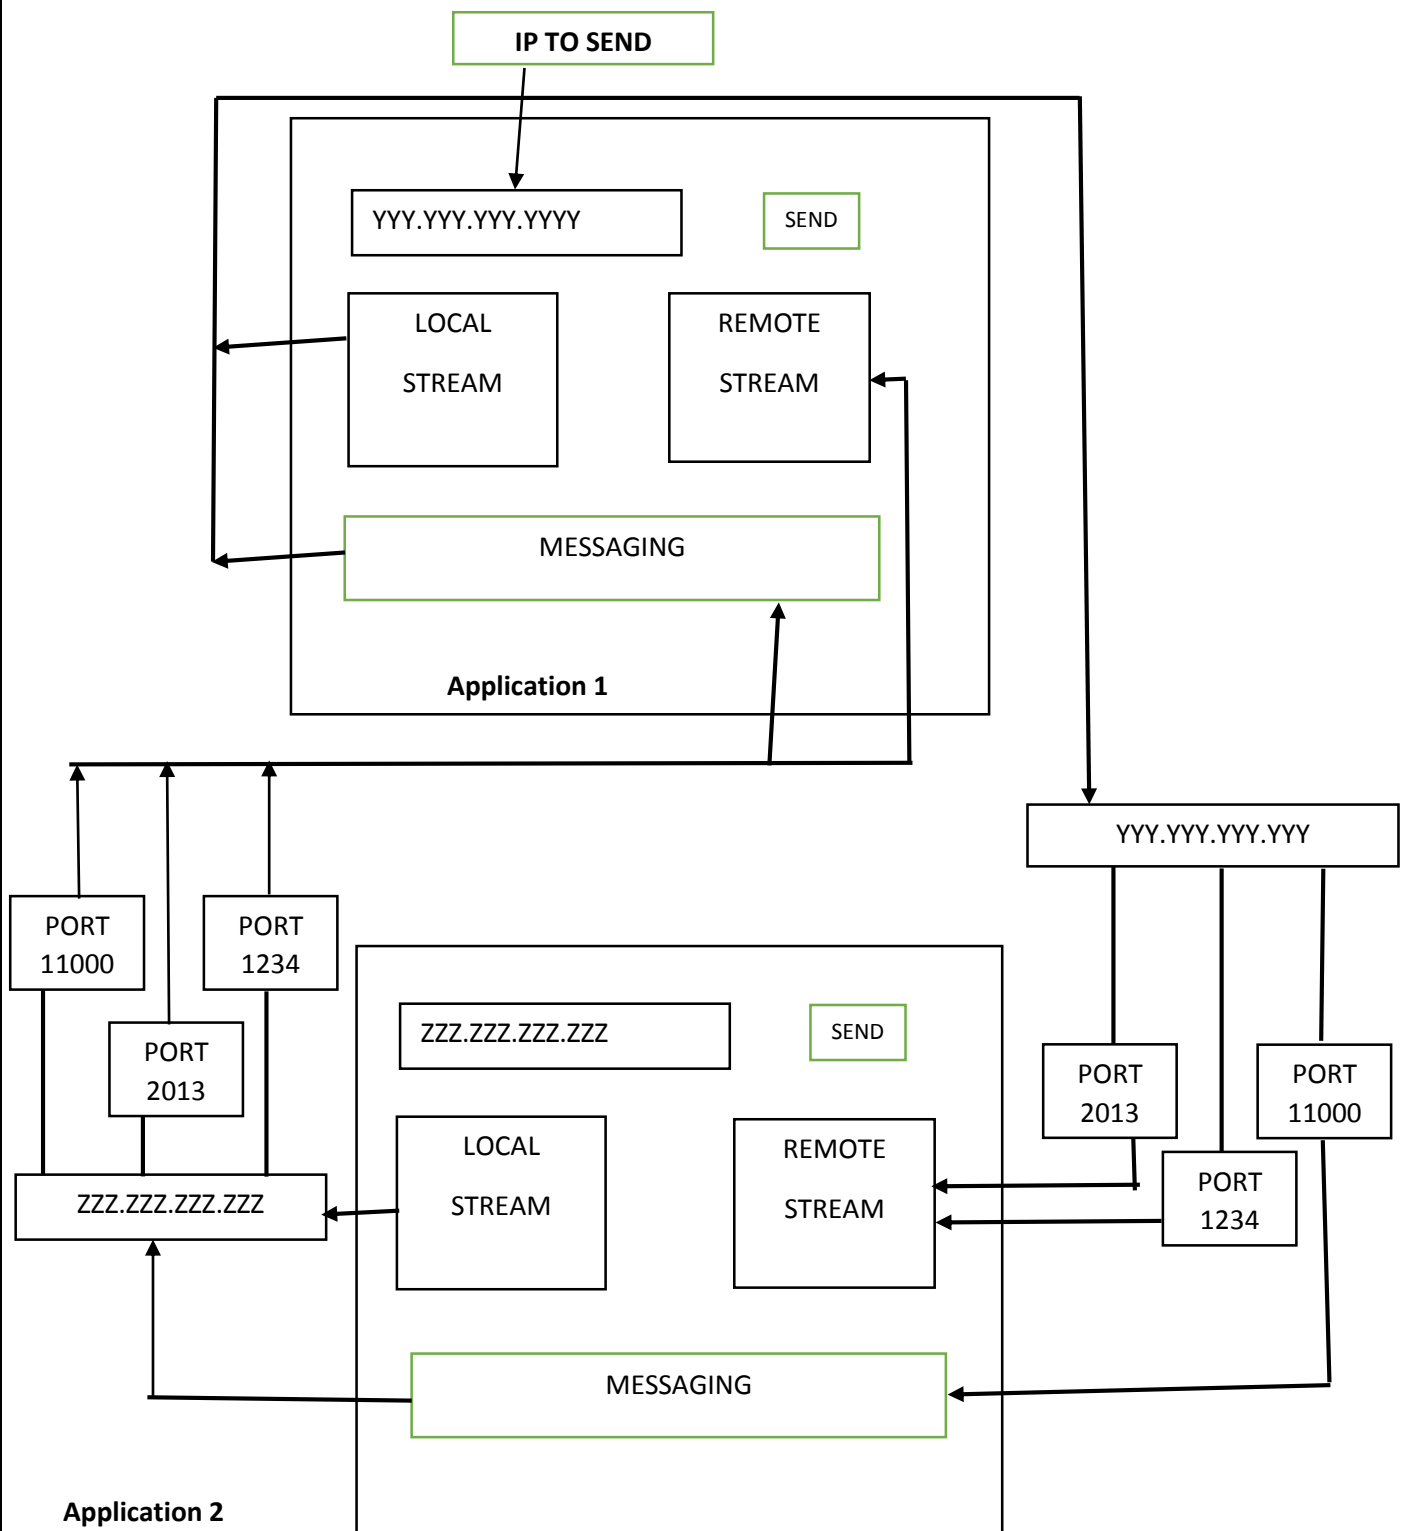 IP TO SEND
YYY.YYY.YYY.YYYY
SEND
LOCAL
STREAM
REMOTE
STREAM
MESSAGING
Application 1
YYY.YYY.YYY.YYY
PORT
11000
PORT
1234
PORT
2013
ZZZ.ZZZ.ZZZ.ZZZ
ZZZ.ZZZ.ZZZ.ZZZ
SEND
LOCAL
STREAM
REMOTE
STREAM
PORT
2013
PORT
11000
PORT
1234
MESSAGING
Application 2